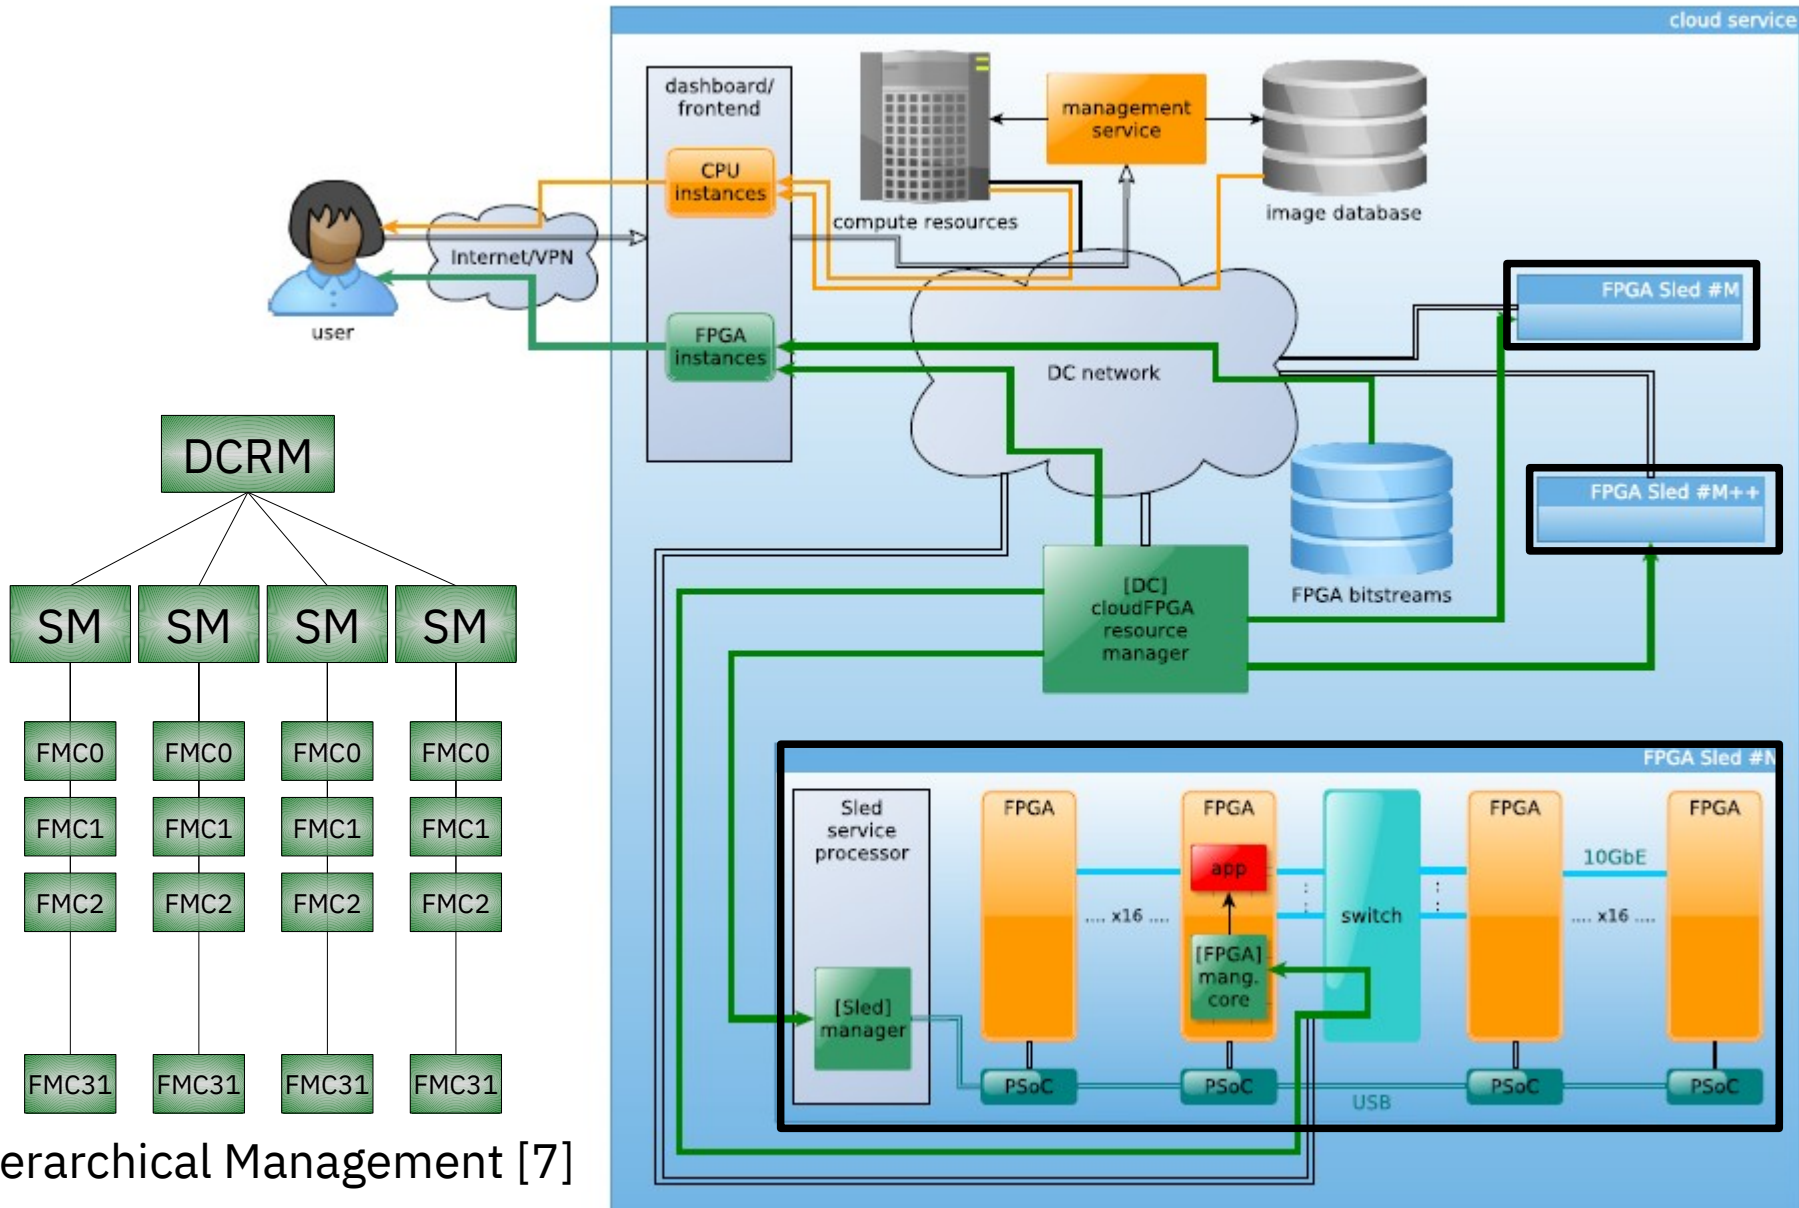 cloud service
dashboard/
frontend
CPU
instances
FPGA
instances
compute resources
management
service
image database
user
Internet/VPN
DC network
FPGA Sled #M
FPGA Sled #M++
FPGA bitstreams
[DC]
cloudFPGA
resource
manager
DCRM
SM SM SM SM
FMC0 FMC0 FMC0 FMC0
FMC1 FMC1 FMC1 FMC1
FMC2 FMC2 FMC2 FMC2
FMC31 FMC31 FMC31 FMC31
erarchical Management [7]
FPGA Sled #N
Sled
service
processor
[Sled]
manager
FPGA
.... x16 ....
FPGA
app
[FPGA]
mang.
core
switch
FPGA
10GbE
.... x16 ....
FPGA
PSoC PSoC PSoC PSoC
USB